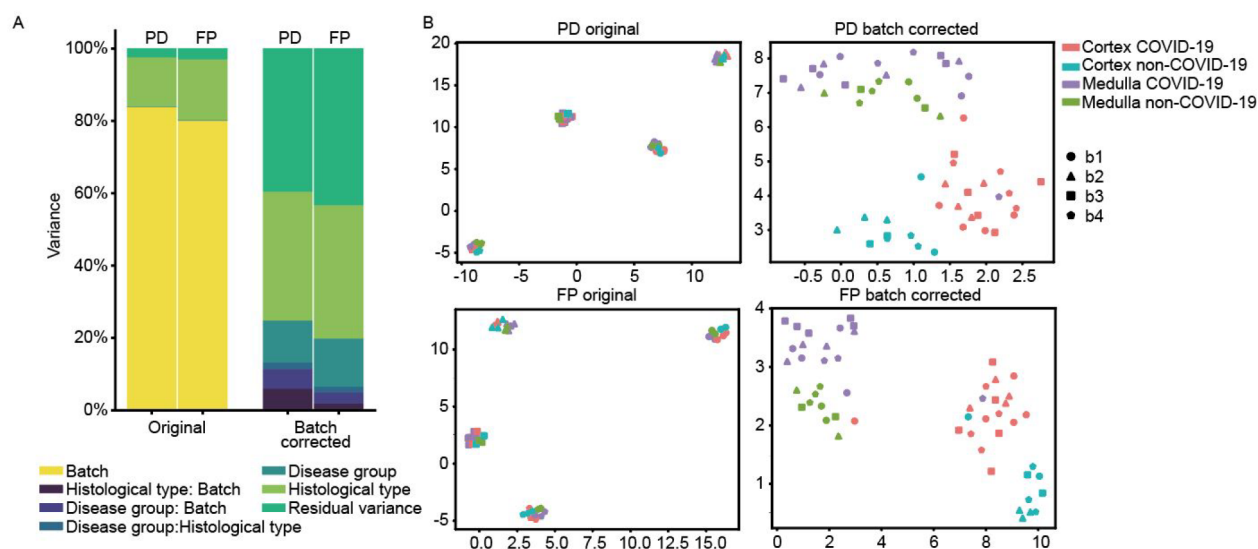 A
PD FP PD FP
100%
80%
60%
40%
20%
0%
Variance
Original
Batch
corrected
Batch
Histological type: Batch
Disease group: Batch
Disease group:Histological type
Disease group
Histological type
Residual variance
B
PD original
20
15
10
5
0
-5
-10 -5 0 5 10
PD batch corrected
8
7
6
5
4
3
-0.5 0.0 0.5 1.0 1.5 2.0 2.5
FP original
10
5
0
-5
0.0 2.5 5.0 7.5 10.0 12.5 15.0
FP batch corrected
4
3
2
1
0 2 4 6 8 10
Cortex COVID-19
Cortex non-COVID-19
Medulla COVID-19
Medulla non-COVID-19
b1
b2
b3
b4